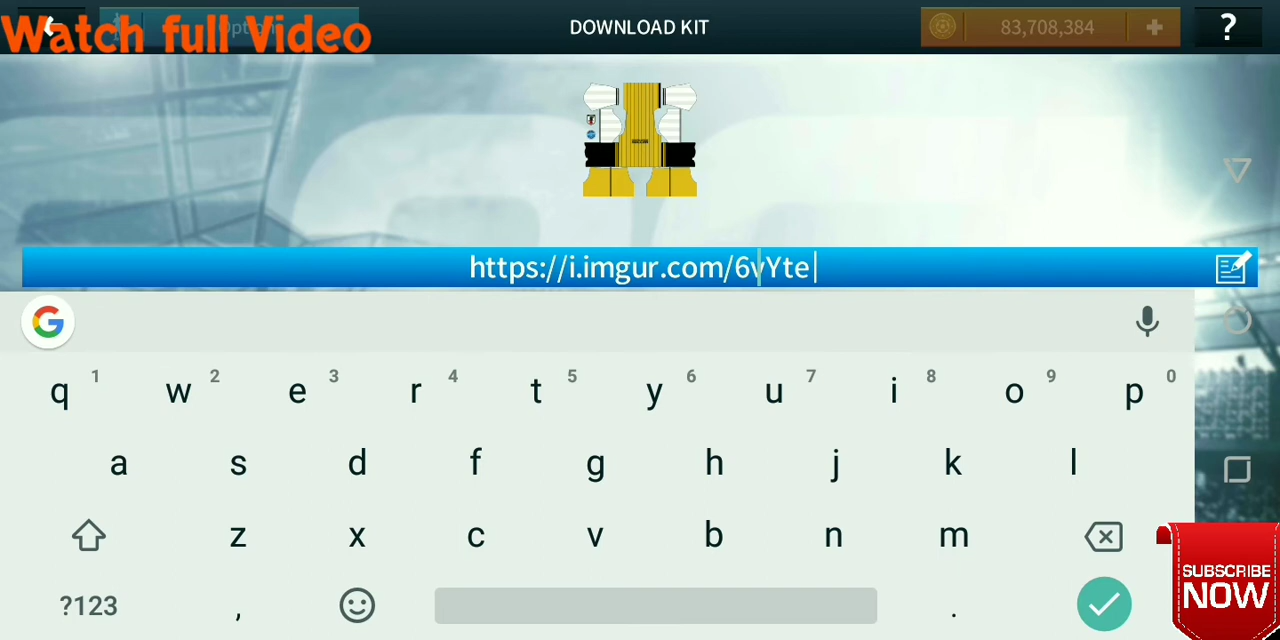 Watch full Video
DOWNLOAD KIT
83,708,384
+
?
https://i.imgur.com/6vYte
G
q 1 w 2 e 3 r 4 t 5 y 6 u 7 i 8 o 9 p 0
a s d f g h j k l
z x c v b n m
?123 , .
SUBSCRIBE
NOW